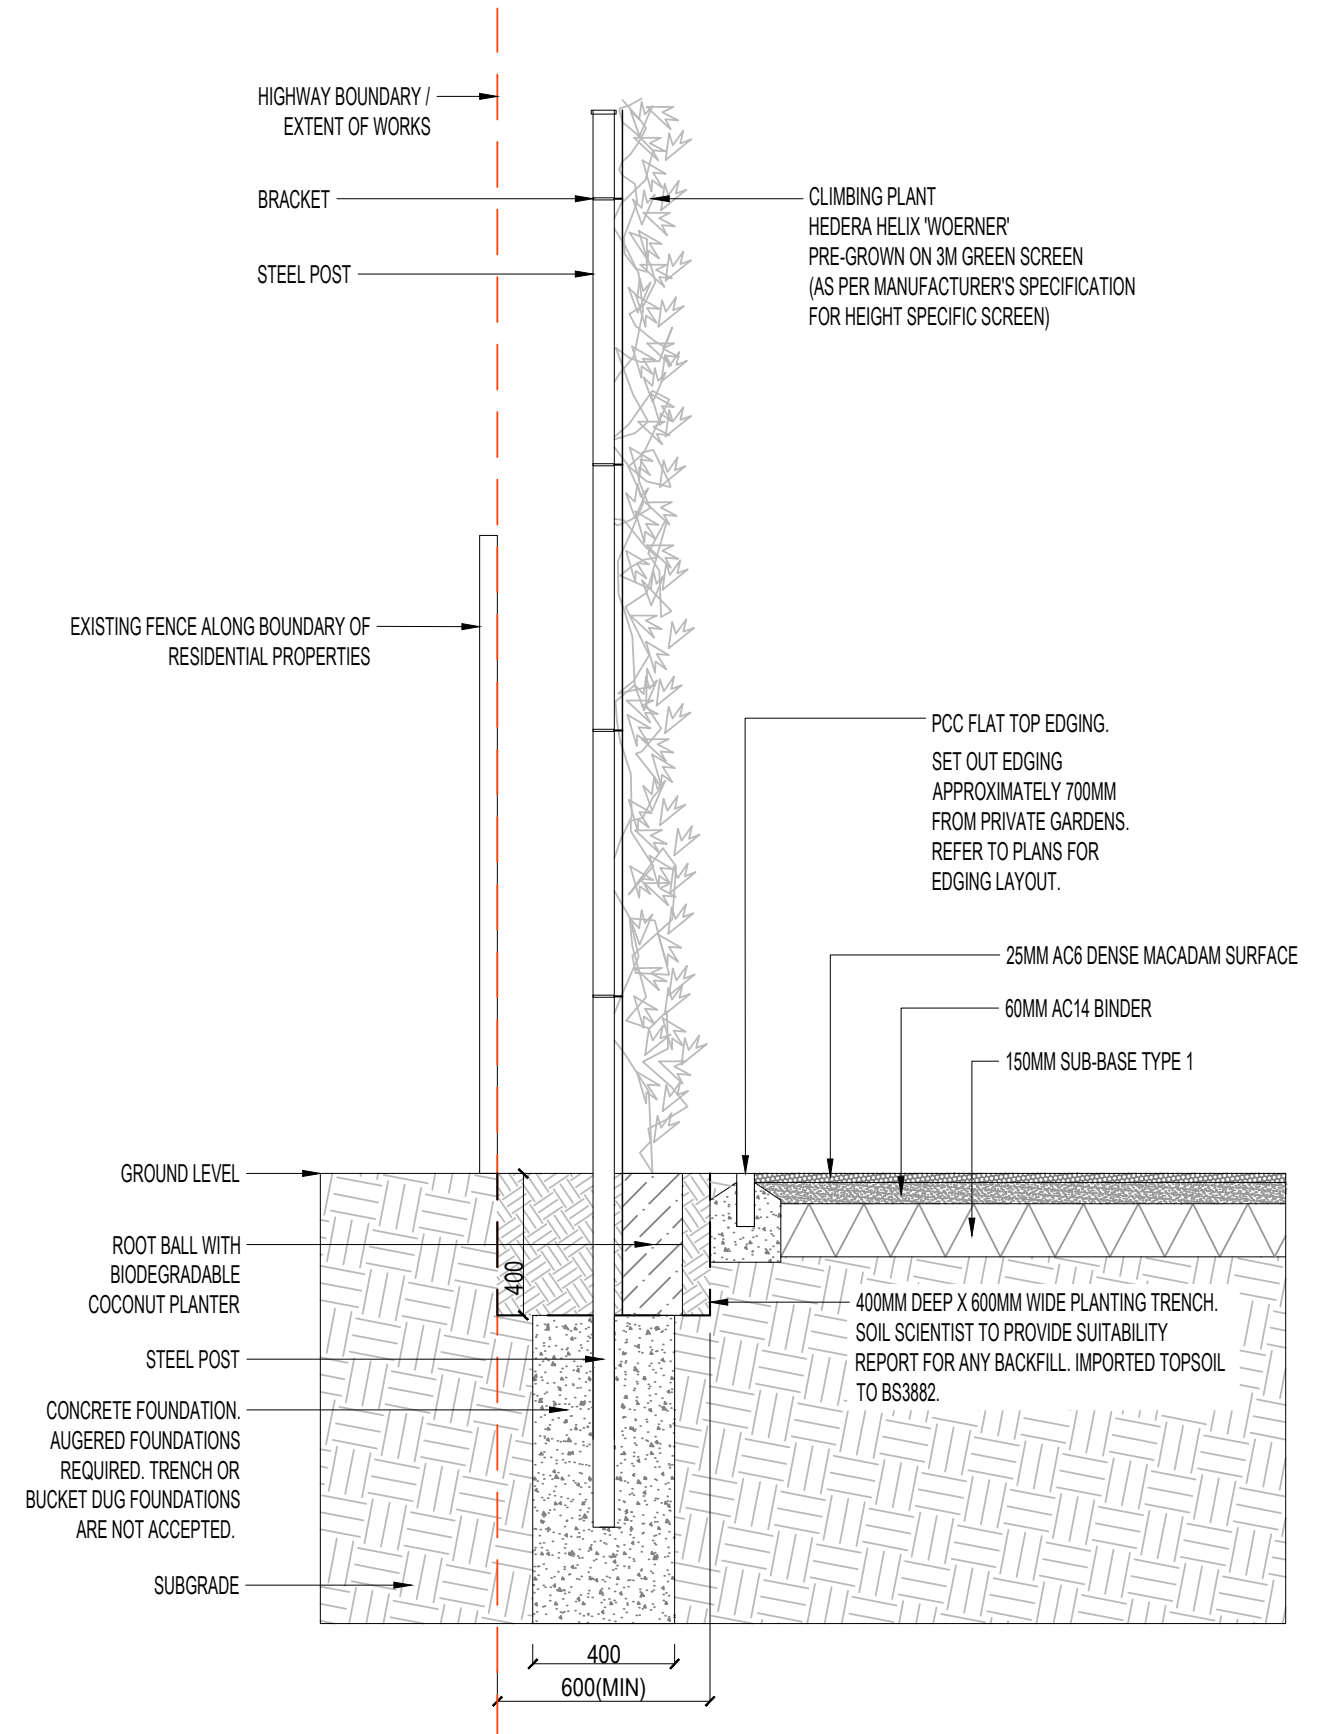 HIGHWAY BOUNDARY /
EXTENT OF WORKS
BRACKET
STEEL POST
CLIMBING PLANT
HEDERA HELIX 'WOERNER'
PRE-GROWN ON 3M GREEN SCREEN
(AS PER MANUFACTURER'S SPECIFICATION
FOR HEIGHT SPECIFIC SCREEN)
EXISTING FENCE ALONG BOUNDARY OF
RESIDENTIAL PROPERTIES
PCC FLAT TOP EDGING.
SET OUT EDGING
APPROXIMATELY 700MM
FROM PRIVATE GARDENS.
REFER TO PLANS FOR
EDGING LAYOUT.
25MM AC6 DENSE MACADAM SURFACE
60MM AC14 BINDER
150MM SUB-BASE TYPE 1
GROUND LEVEL
ROOT BALL WITH
BIODEGRADABLE
COCONUT PLANTER
400
400MM DEEP X 600MM WIDE PLANTING TRENCH.
SOIL SCIENTIST TO PROVIDE SUITABILITY
REPORT FOR ANY BACKFILL. IMPORTED TOPSOIL
TO BS3882.
STEEL POST
CONCRETE FOUNDATION.
AUGERED FOUNDATIONS
REQUIRED. TRENCH OR
BUCKET DUG FOUNDATIONS
ARE NOT ACCEPTED.
SUBGRADE
400
600(MIN)